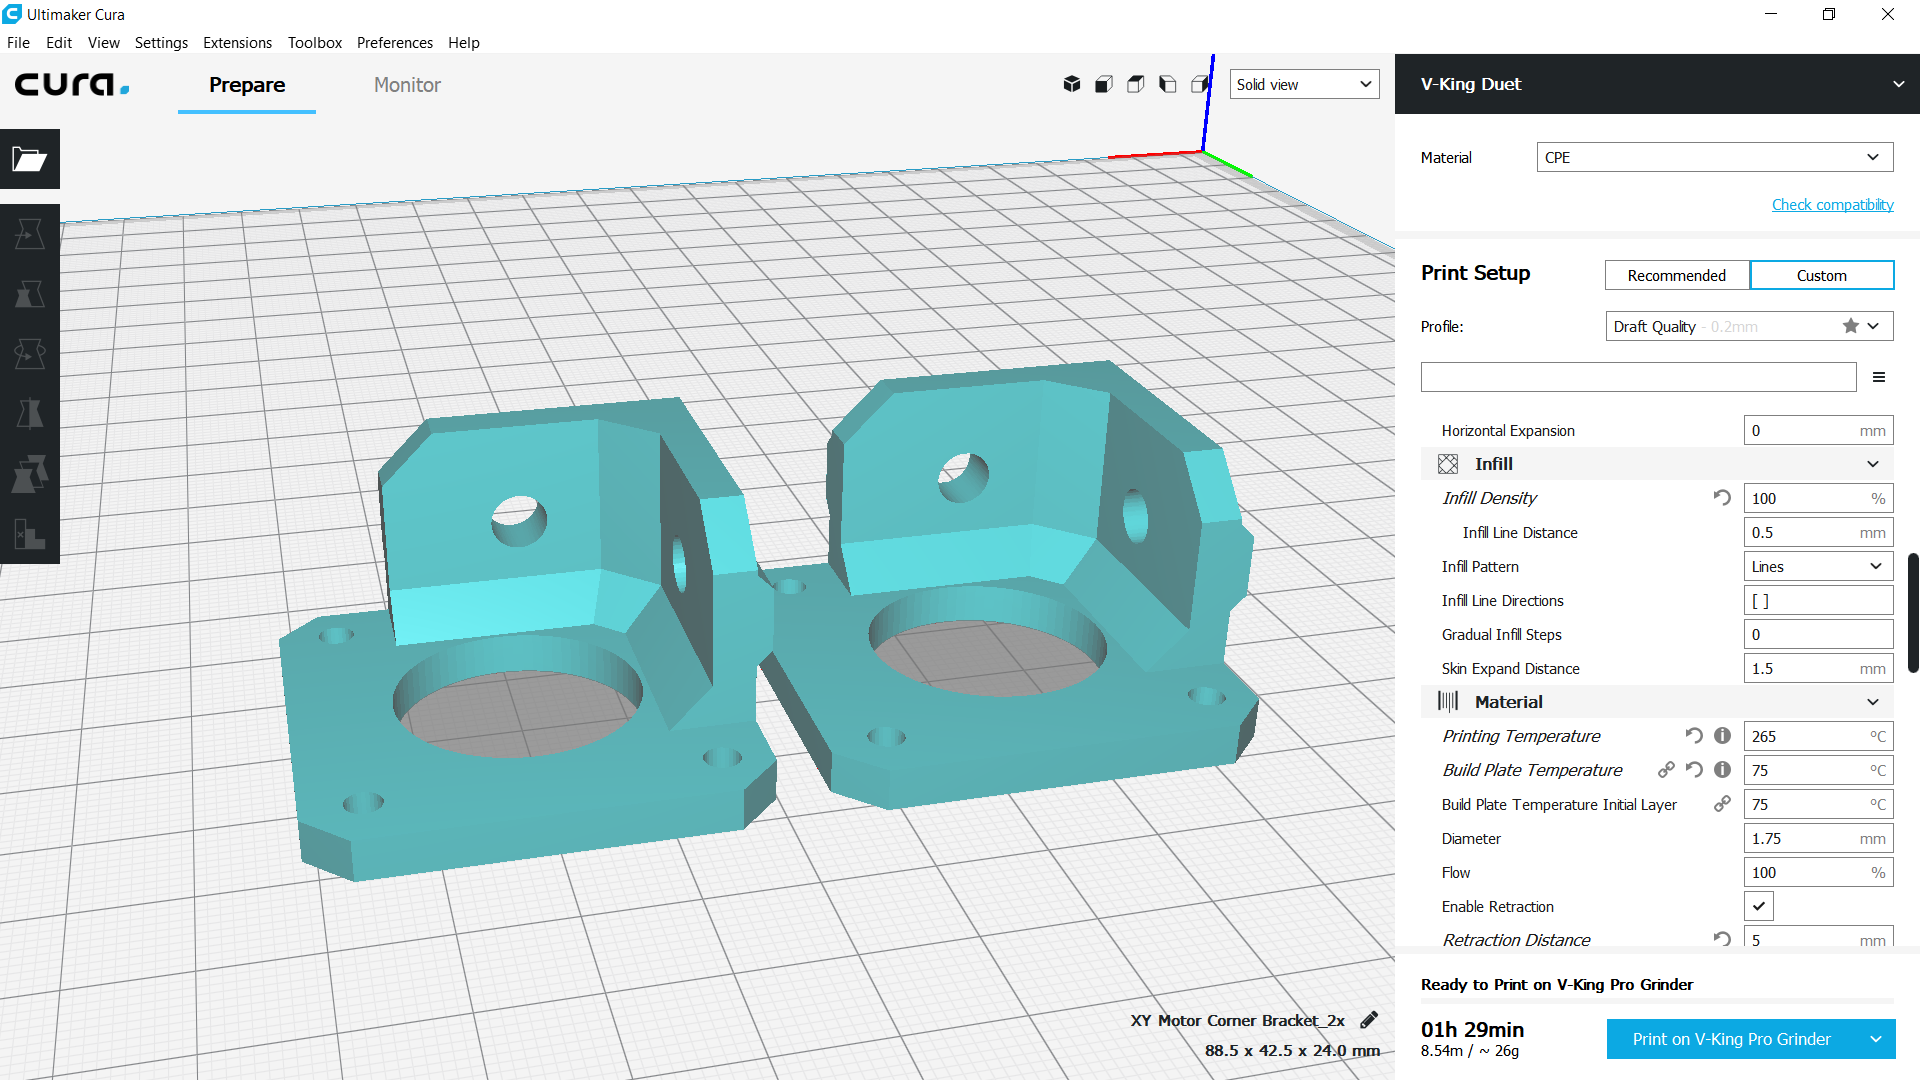 Ultimaker Cura
File Edit View Settings Extensions Toolbox Preferences Help
cura.
Prepare
Monitor
Solid view
V-King Duet
Material
CPE
Check compatibility
Print Setup
Recommended
Custom
Profile:
Draft Quality - 0.2mm
Horizontal Expansion
0 mm
Infill
Infill Density
100 %
Infill Line Distance
0.5 mm
Infill Pattern
Lines
Infill Line Directions
[ ]
Gradual Infill Steps
0
Skin Expand Distance
1.5 mm
Material
Printing Temperature
265 °C
Build Plate Temperature
75 °C
Build Plate Temperature Initial Layer
75 °C
Diameter
1.75 mm
Flow
100 %
Enable Retraction
Retraction Distance
5 mm
Ready to Print on V-King Pro Grinder
XY Motor Corner Bracket_2x
88.5 x 42.5 x 24.0 mm
01h 29min
8.54m / ~ 26g
Print on V-King Pro Grinder